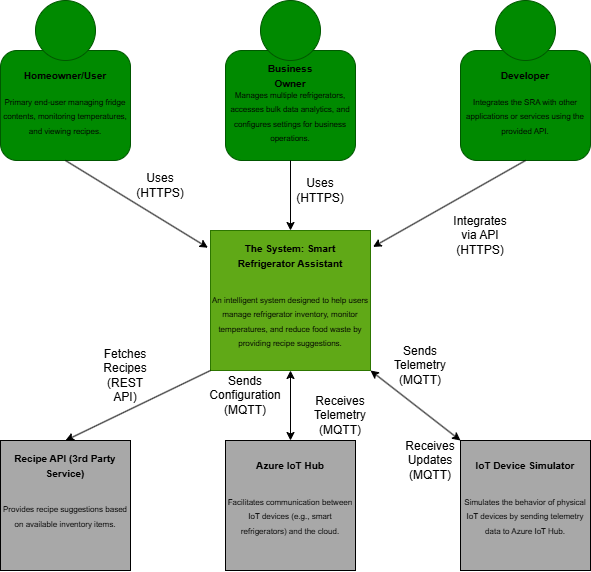 Homeowner/User
Primary end-user managing fridge
contents, monitoring temperatures,
and viewing recipes.
Business
Owner
Manages multiple refrigerators,
accesses bulk data analytics, and
configures settings for business
operations.
Developer
Integrates the SRA with other
applications or services using the
provided API.
Uses
(HTTPS)
Uses
(HTTPS)
Integrates
via API
(HTTPS)
The System: Smart
Refrigerator Assistant
An intelligent system designed to help users
manage refrigerator inventory, monitor
temperatures, and reduce food waste by
providing recipe suggestions.
Fetches
Recipes
(REST
API)
Sends
Configuration
(MQTT)
Receives
Telemetry
(MQTT)
Sends
Telemetry
(MQTT)
Receives
Updates
(MQTT)
Recipe API (3rd Party
Service)
Provides recipe suggestions based
on available inventory items.
Azure IoT Hub
Facilitates communication between
IoT devices (e.g., smart
refrigerators) and the cloud.
IoT Device Simulator
Simulates the behavior of physical
IoT devices by sending telemetry
data to Azure IoT Hub.